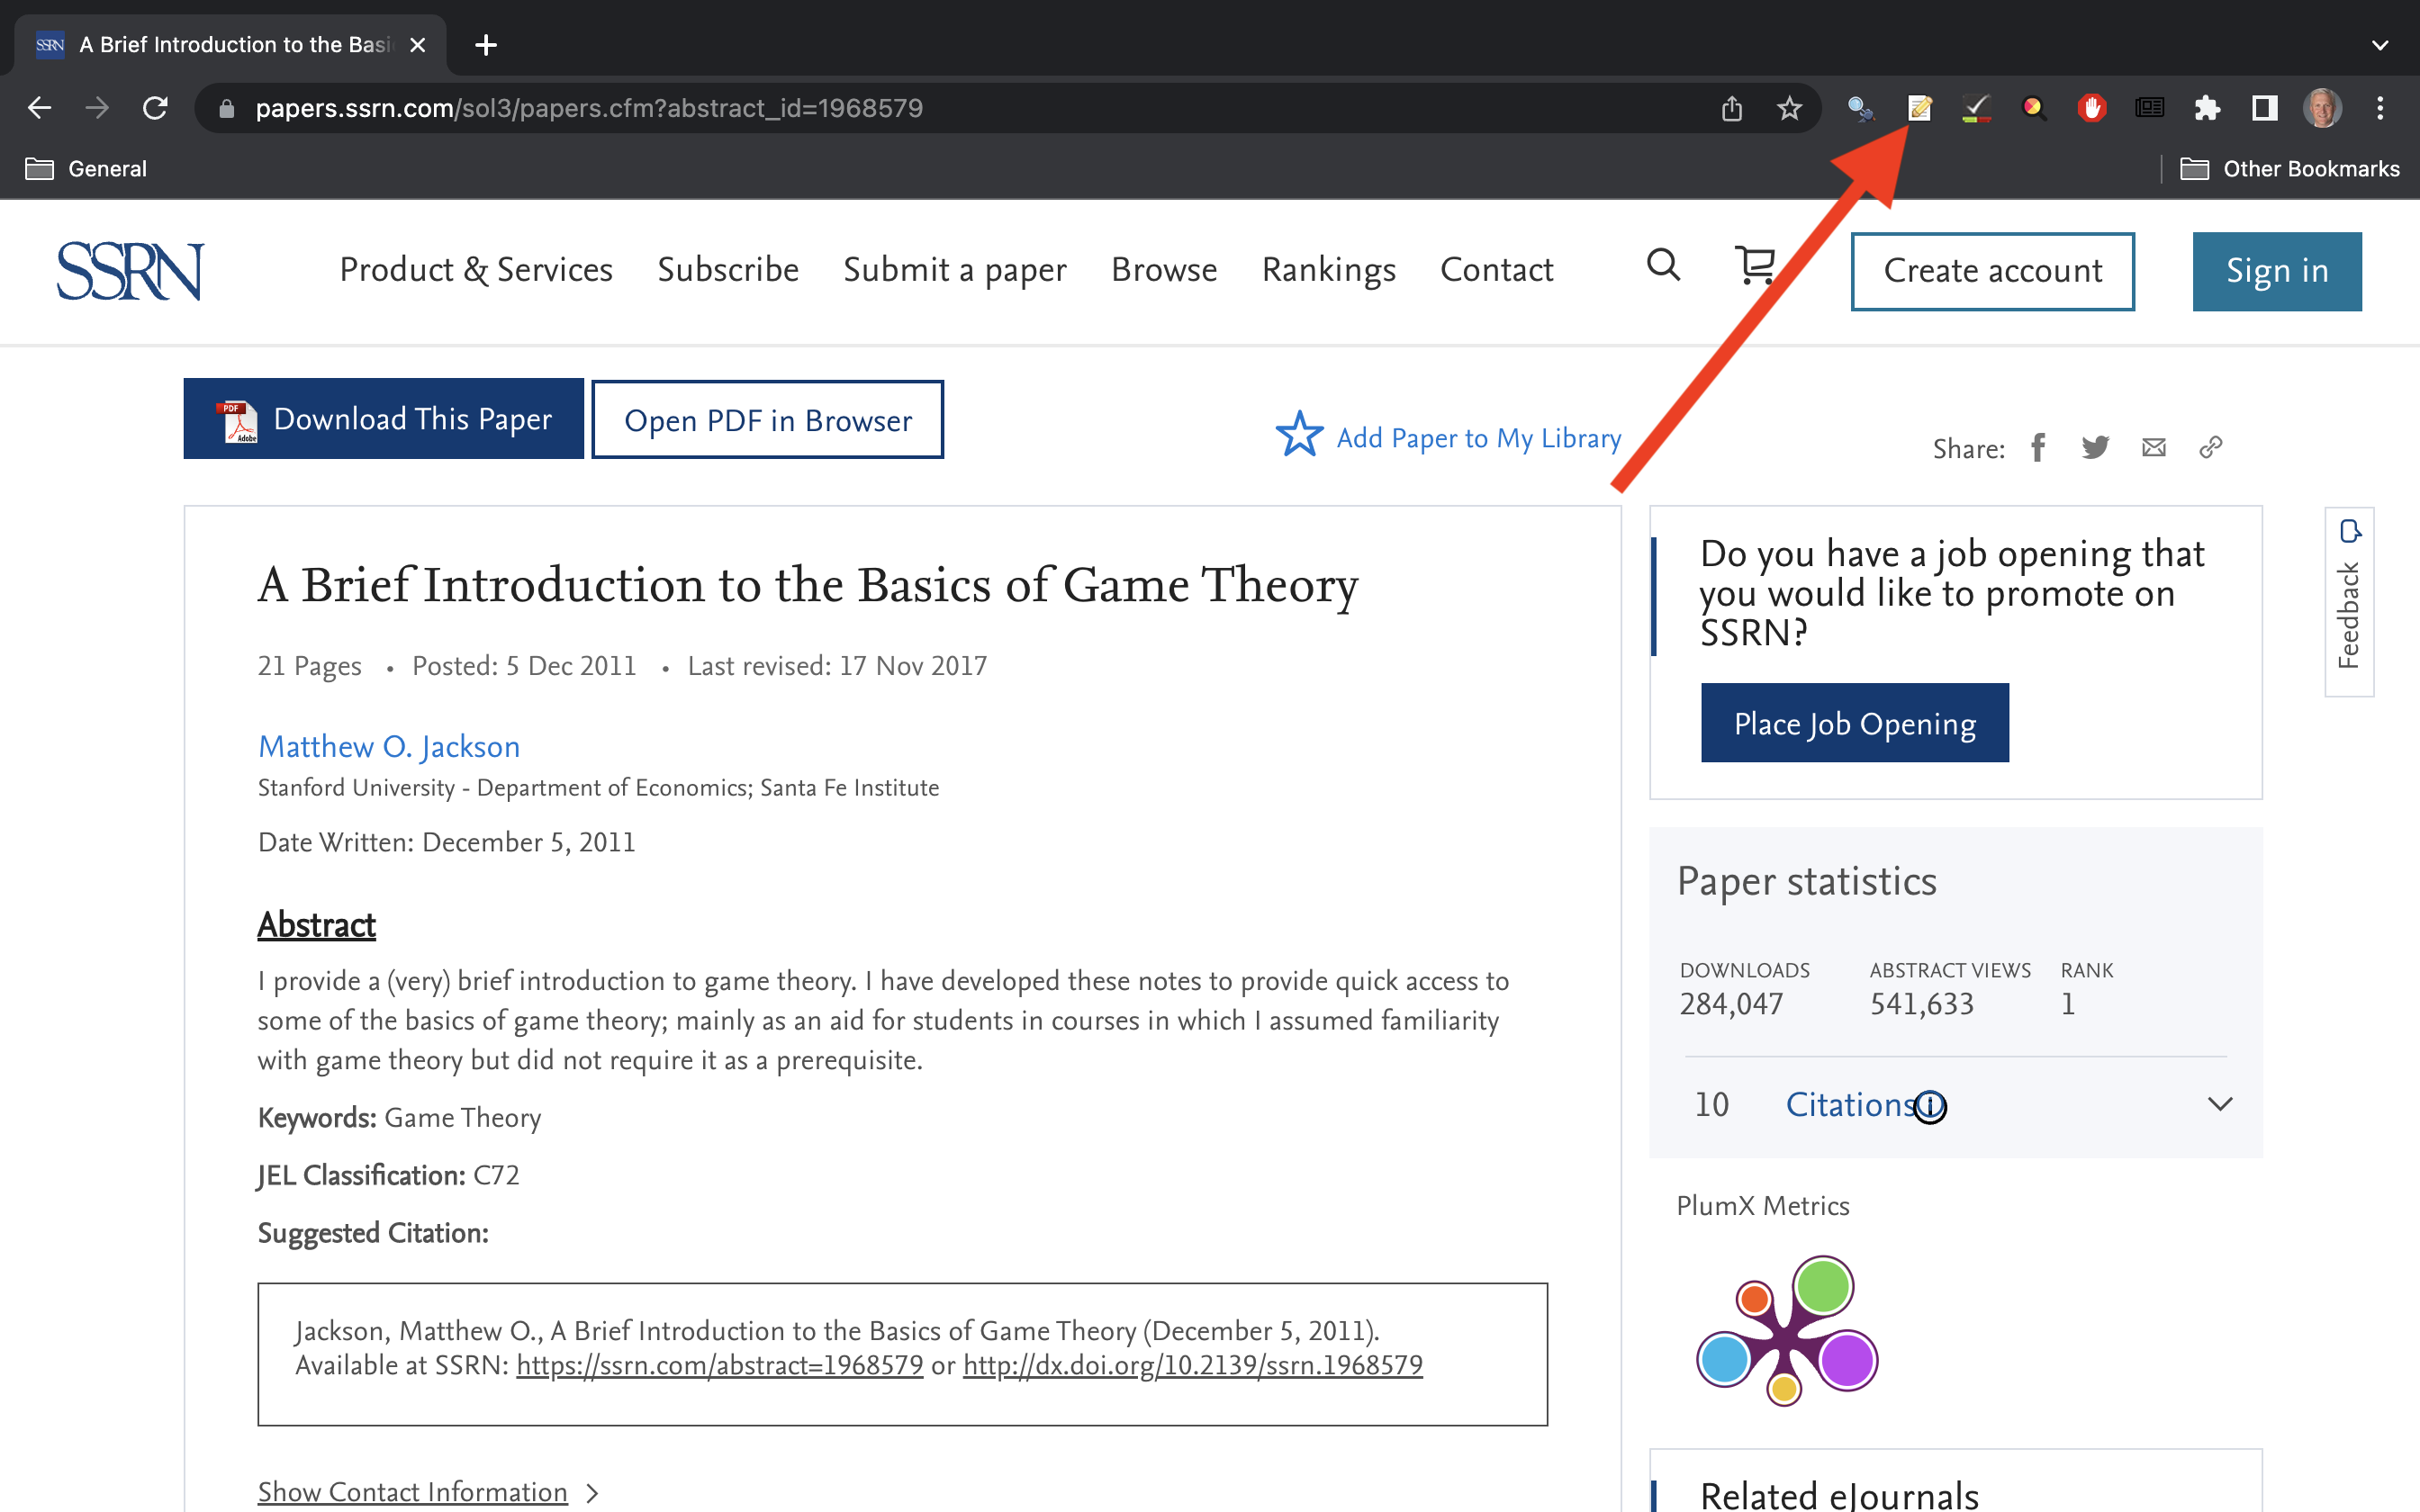 SSRN A Brief Introduction to the Basi
papers.ssrn.com/sol3/papers.cfm?abstract_id=1968579
General
Other Bookmarks
SSRN
Product & Services Subscribe Submit a paper Browse Rankings Contact
Create account
Sign in
PDF Adobe Download This Paper
Open PDF in Browser
Add Paper to My Library
Share:
A Brief Introduction to the Basics of Game Theory
21 Pages • Posted: 5 Dec 2011 • Last revised: 17 Nov 2017
Matthew O. Jackson
Stanford University - Department of Economics; Santa Fe Institute
Date Written: December 5, 2011
Abstract
I provide a (very) brief introduction to game theory. I have developed these notes to provide quick access to
some of the basics of game theory; mainly as an aid for students in courses in which I assumed familiarity
with game theory but did not require it as a prerequisite.
Keywords: Game Theory
JEL Classification: C72
Suggested Citation:
Jackson, Matthew O., A Brief Introduction to the Basics of Game Theory (December 5, 2011).
Available at SSRN: https://ssrn.com/abstract=1968579 or http://dx.doi.org/10.2139/ssrn.1968579
Show Contact Information
Do you have a job opening that
you would like to promote on
SSRN?
Place Job Opening
Feedback
Paper statistics
DOWNLOADS ABSTRACT VIEWS RANK
284,047 541,633 1
10 Citations
PlumX Metrics
Related eJournals